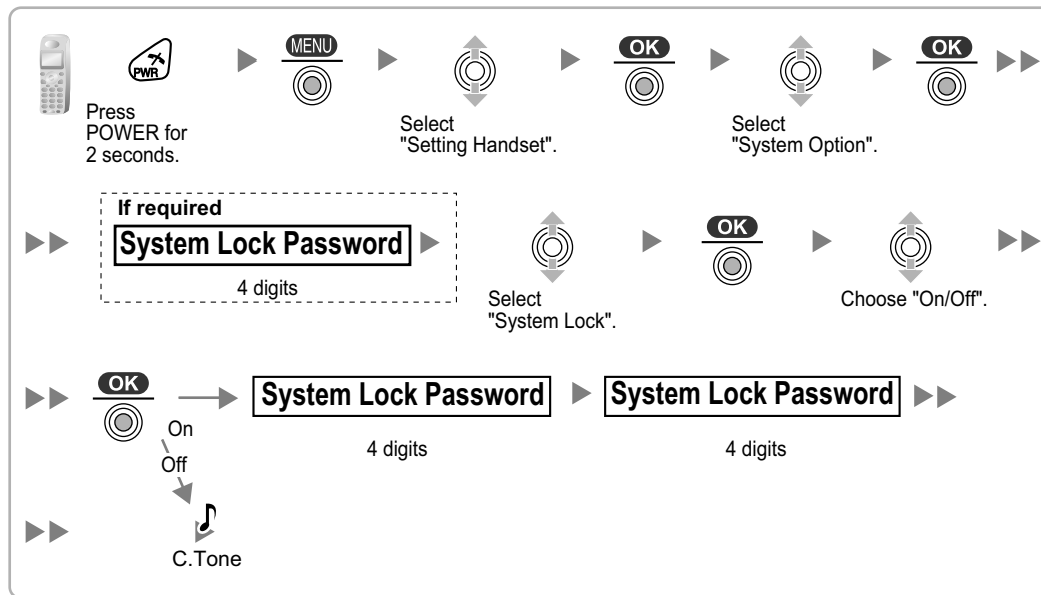 PWR
Press
POWER for
2 seconds.
MENU
Select
"Setting Handset".
OK
Select
"System Option".
OK
If required
System Lock Password
4 digits
Select
"System Lock".
OK
Choose "On/Off".
OK
On
Off
System Lock Password
4 digits
System Lock Password
4 digits
C.Tone